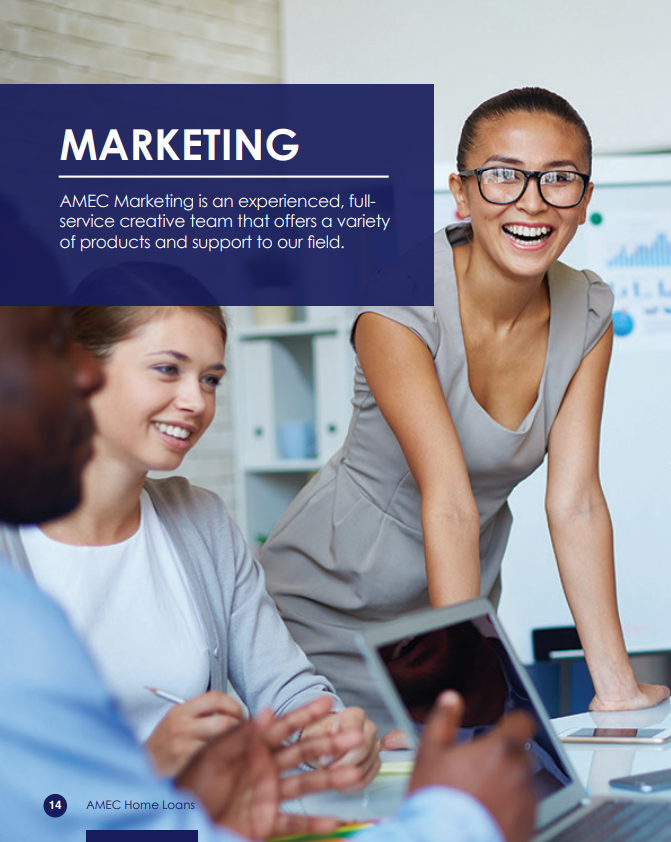 MARKETING
AMEC Marketing is an experienced, full-
service creative team that offers a variety
of products and support to our field.
14
AMEC Home Loans